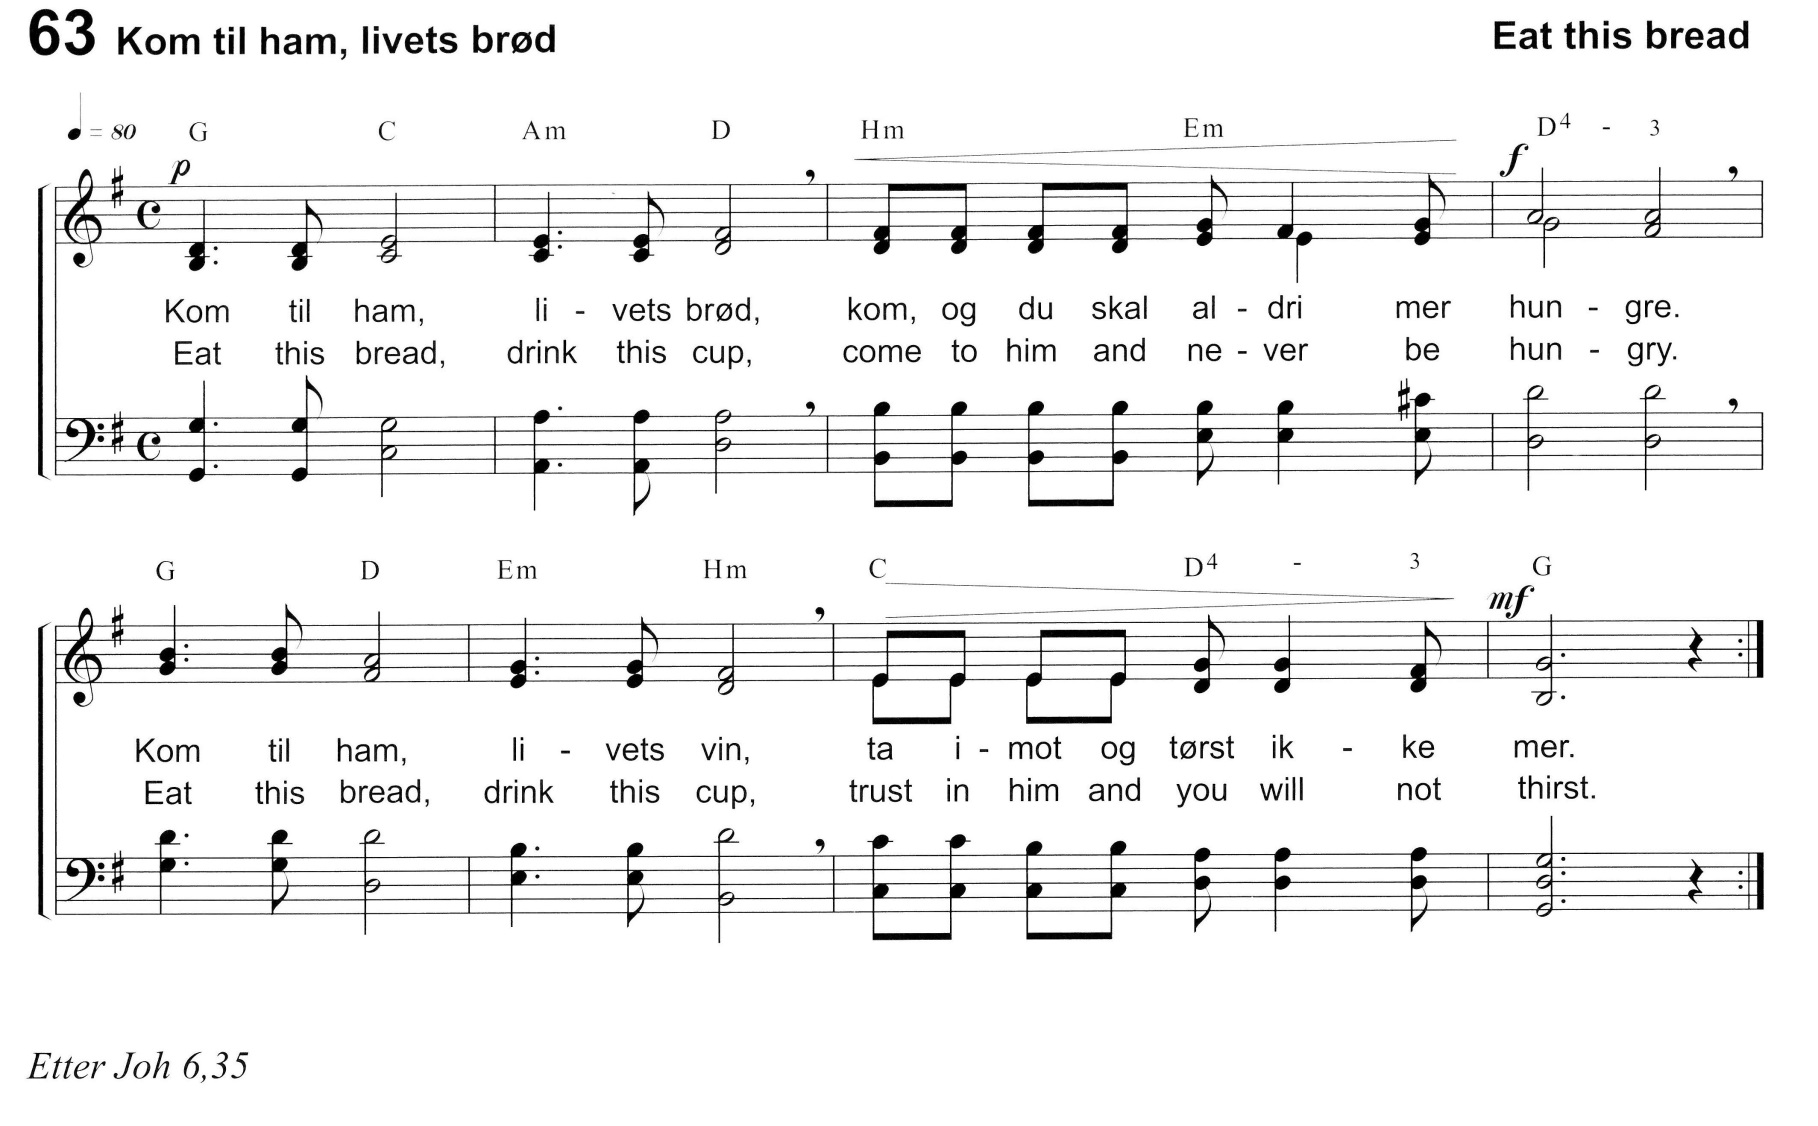 63 Kom til ham, livets brød Eat this bread
♩ = 80 G C Am D Hm Em D4 - 3
p f
Kom til ham, li - vets brød, kom, og du skal al - dri mer hun - gre.
Eat this bread, drink this cup, come to him and ne - ver be hun - gry.
G D Em Hm C D4 - 3 G
mf
Kom til ham, li - vets vin, ta i - mot og tørst ik - ke mer.
Eat this bread, drink this cup, trust in him and you will not thirst.
Etter Joh 6,35